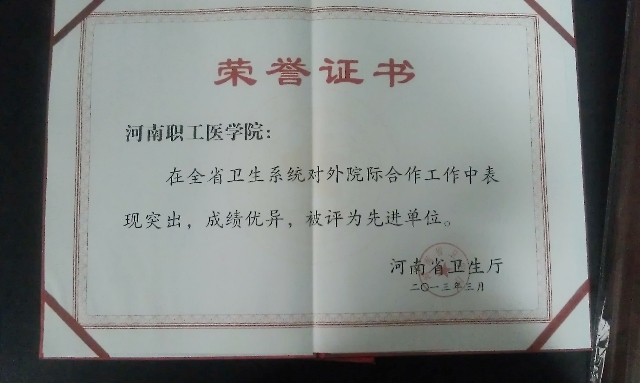 荣誉证书
河南职工医学院：
在全省卫生系统对外院际合作工作中表
现突出，成绩优异，被评为先进单位。
河南省卫生厅
二〇一三年三月